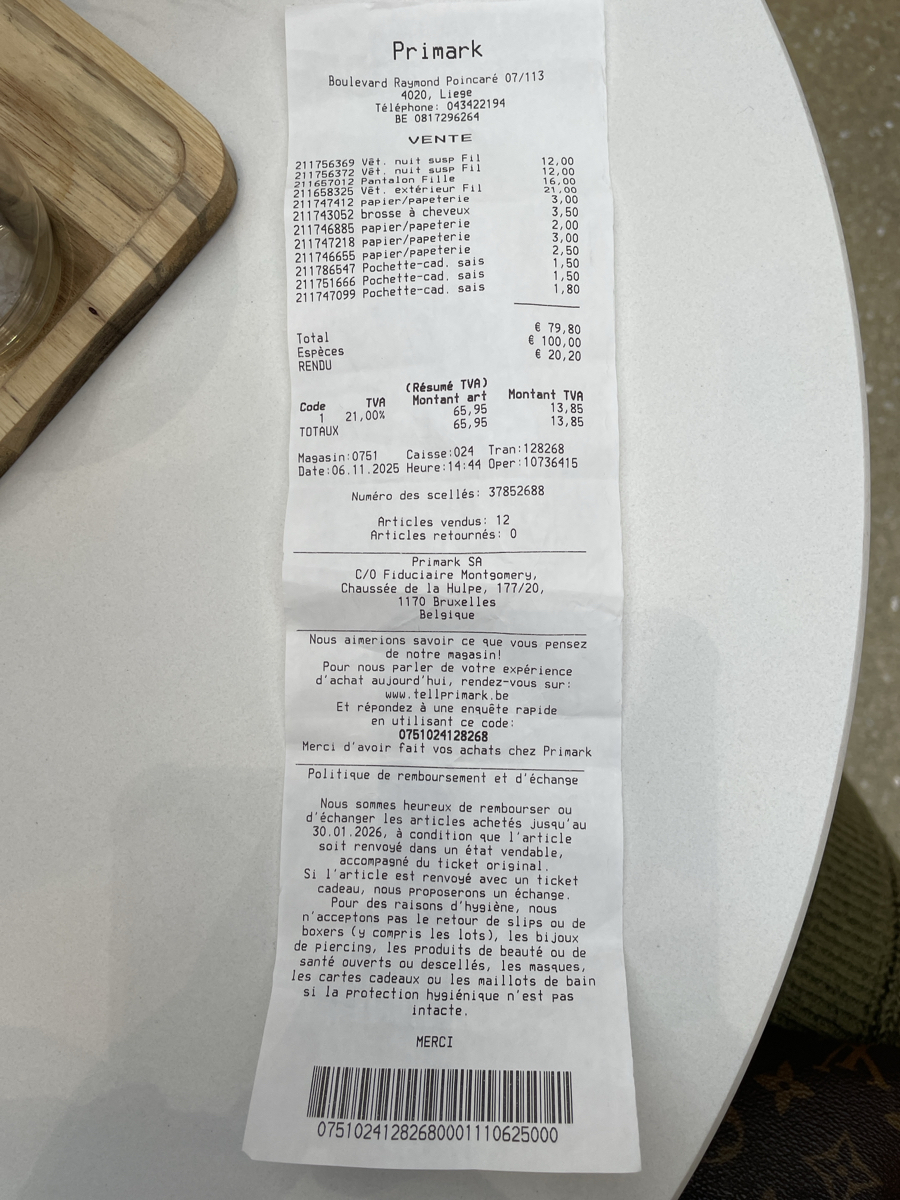 Primark
Boulevard Raymond Poincaré 07/113
4020, Liege
Téléphone: 043422194
BE 0817296264
VENTE
211756369 Vêt. nuit susp Fil 12,00
211756372 Vêt. nuit susp Fil 12,00
211657012 Pantalon Fille 16,00
211658325 Vêt. extérieur Fil 21,00
211747412 papier/papeterie 3,00
211743052 brosse à cheveux 3,50
211746885 papier/papeterie 2,00
211747218 papier/papeterie 3,00
211746655 papier/papeterie 2,50
211786547 Pochette-cad. sais 1,50
211751666 Pochette-cad. sais 1,50
211747099 Pochette-cad. sais 1,80
Total € 79,80
Espèces € 100,00
RENDU € 20,20
(Résumé TVA)
Code TVA Montant art Montant TVA
1 21,00% 65,95 13,85
TOTAUX 65,95 13,85
Magasin:0751 Caisse:024 Tran:128268
Date:06.11.2025 Heure:14:44 Oper:10736415
Numéro des scellés: 37852688
Articles vendus: 12
Articles retournés: 0
Primark SA
C/O Fiduciaire Montgomery,
Chaussée de la Hulpe, 177/20,
1170 Bruxelles
Belgique
Nous aimerions savoir ce que vous pensez
de notre magasin!
Pour nous parler de votre expérience
d'achat aujourd'hui, rendez-vous sur:
www.tellprimark.be
Et répondez à une enquête rapide
en utilisant ce code:
0751024128268
Merci d'avoir fait vos achats chez Primark
Politique de remboursement et d'échange
Nous sommes heureux de rembourser ou
d'échanger les articles achetés jusqu'au
30.01.2026, à condition que l'article
soit renvoyé dans un état vendable,
accompagné du ticket original.
Si l'article est renvoyé avec un ticket
cadeau, nous proposerons un échange.
Pour des raisons d'hygiène, nous
n'acceptons pas le retour de slips ou de
boxers (y compris les lots), les bijoux
de piercing, les produits de beauté ou de
santé ouverts ou descellés, les masques,
les cartes cadeaux ou les maillots de bain
si la protection hygiénique n'est pas
intacte.
MERCI
07510241282680001110625000